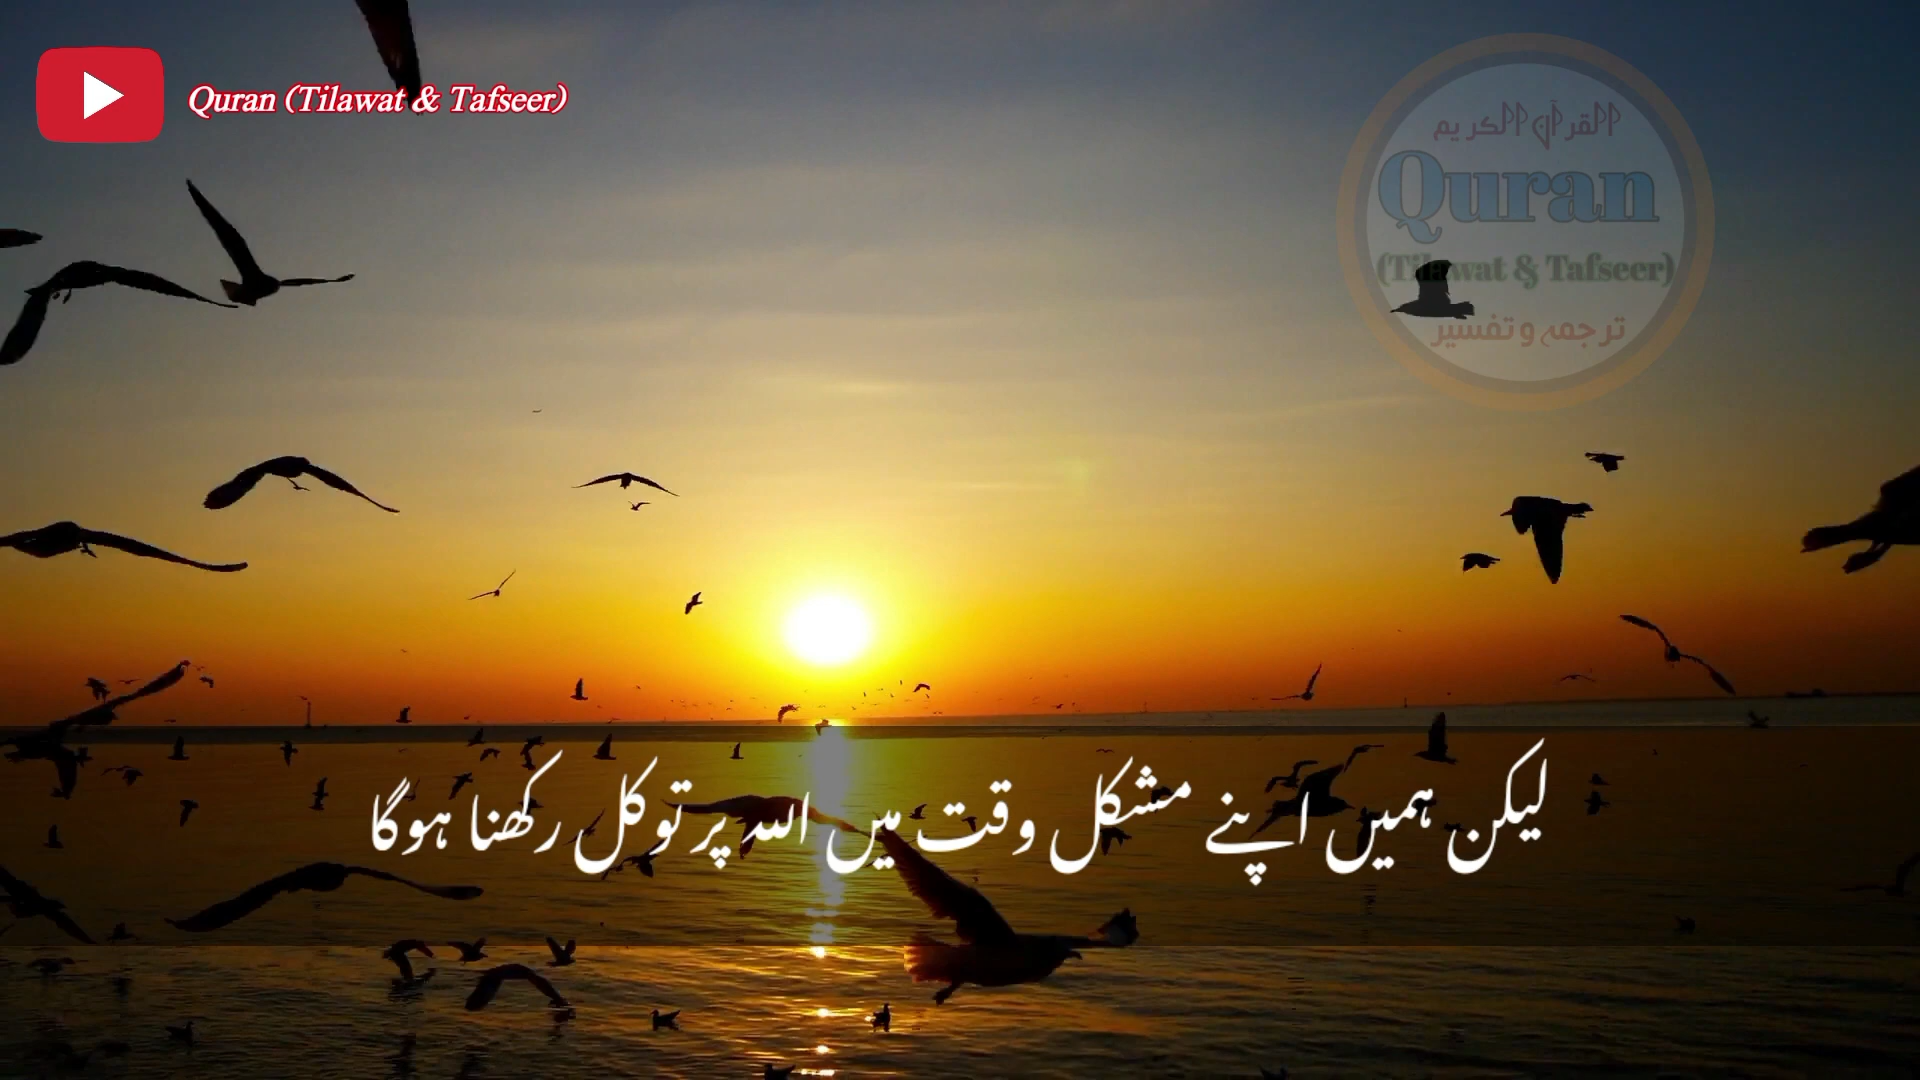 Quran (Tilawat & Tafseer)
القرآن الكريم
Quran
(Tilawat & Tafseer)
ترجمہ و تفسیر
لیکن ہمیں اپنے مشکل وقت میں اللہ پر توکل رکھنا ہوگا